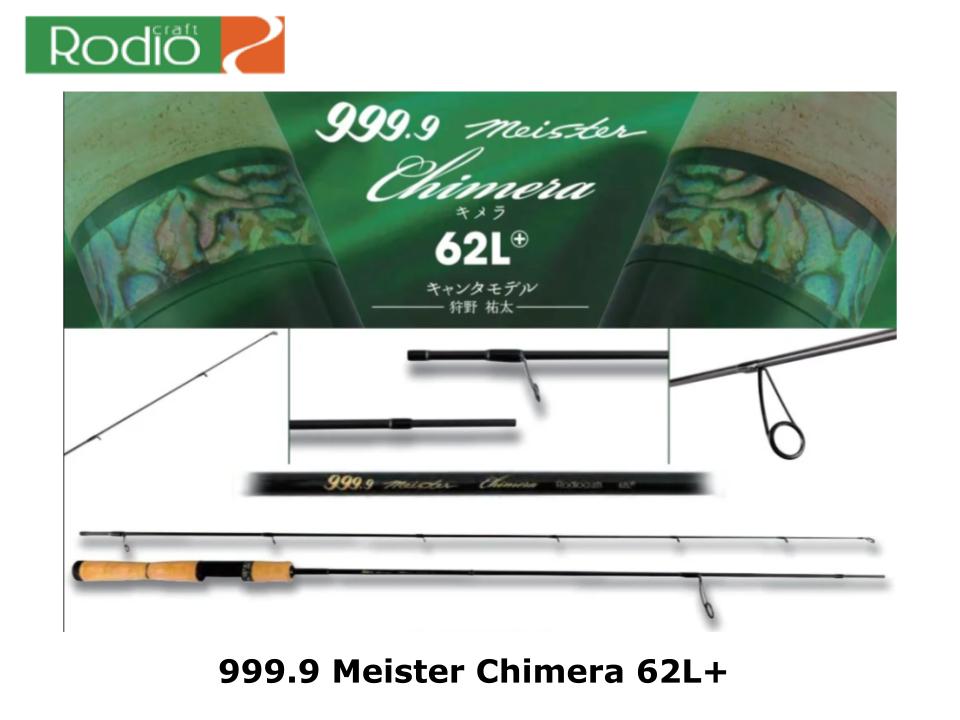 Rodio craft
999.9 Meister
Chimera
キメラ
62L+
キャンタモデル
狩野 祐太
999.9 Meister Chimera Rodiocraft 62L+
999.9 Meister Chimera 62L+